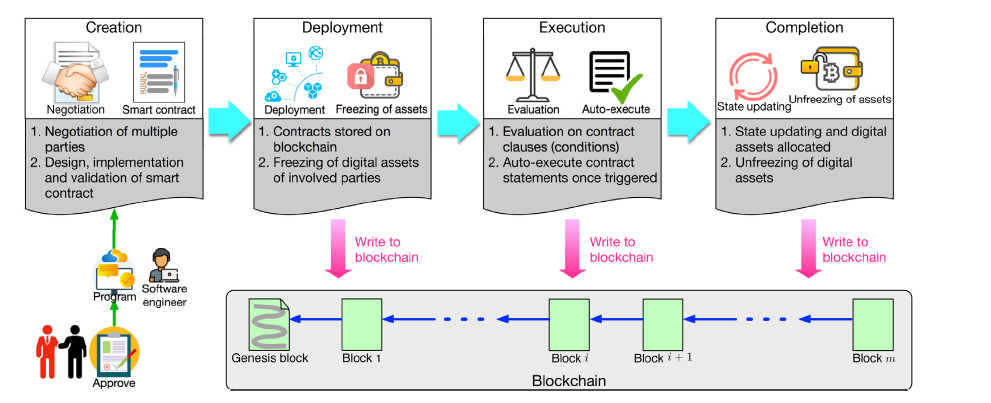 Creation
Negotiation
Smart contract
1. Negotiation of multiple
parties
2. Design, implementation
and validation of smart
contract
Deployment
Deployment
Freezing of assets
1. Contracts stored on
blockchain
2. Freezing of digital assets
of involved parties
Execution
Evaluation
Auto-execute
1. Evaluation on contract
clauses (conditions)
2. Auto-execute contract
statements once triggered
Completion
State updating
Unfreezing of assets
1. State updating and digital
assets allocated
2. Unfreezing of digital
assets
Program
Software
engineer
Approve
Write to
blockchain
Write to
blockchain
Write to
blockchain
Genesis block
Block 1
Block i
Block i + 1
Block m
Blockchain